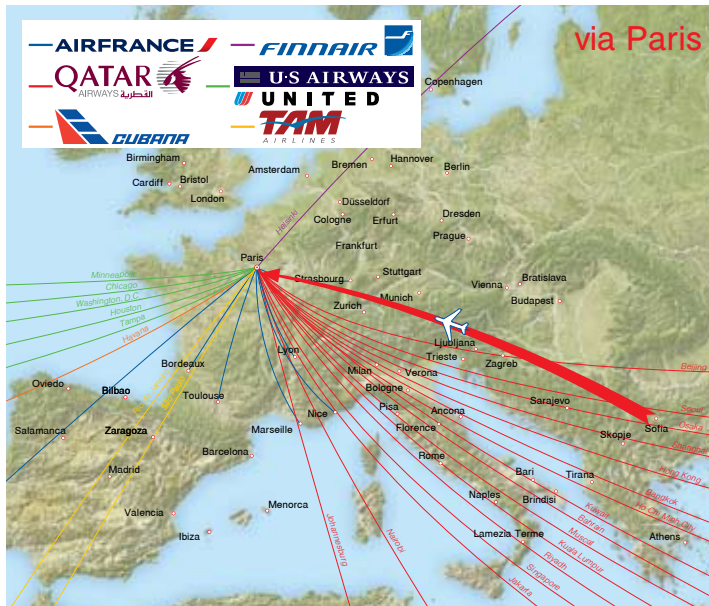 AIRFRANCE
FINNAIR
via Paris
QATAR
AIRWAYS القطرية
U·S AIRWAYS
UNITED
CUBANA
TAM
AIRLINES
Copenhagen
Birmingham
Bremen
Hannover
Berlin
Cardiff
Bristol
Amsterdam
London
Düsseldorf
Cologne
Erfurt
Dresden
Helsinki
Prague
Frankfurt
Paris
Minneapolis
Chicago
Washington, D.C.
Houston
Tampa
Havana
Strasbourg
Stuttgart
Munich
Zurich
Vienna
Bratislava
Budapest
Lyon
Ljubljana
Trieste
Zagreb
Beijing
Bordeaux
Milan
Verona
Oviedo
Bilbao
Toulouse
Bologna
Sarajevo
Seoul
Nice
Pisa
Ancona
Osaka
Sofia
Salamanca
Zaragoza
Marseille
Florence
Skopje
Shanghai
Barcelona
Rome
Madrid
Bari
Tirana
Hong Kong
Brindisi
Bangkok
Naples
Menorca
Kuwait
Ho Chi Minh City
Valencia
Bahrain
Ibiza
Johannesburg
Nairobi
Lamezia Terme
Muscat
Athens
Kuala Lumpur
Riyadh
Singapore
Jakarta